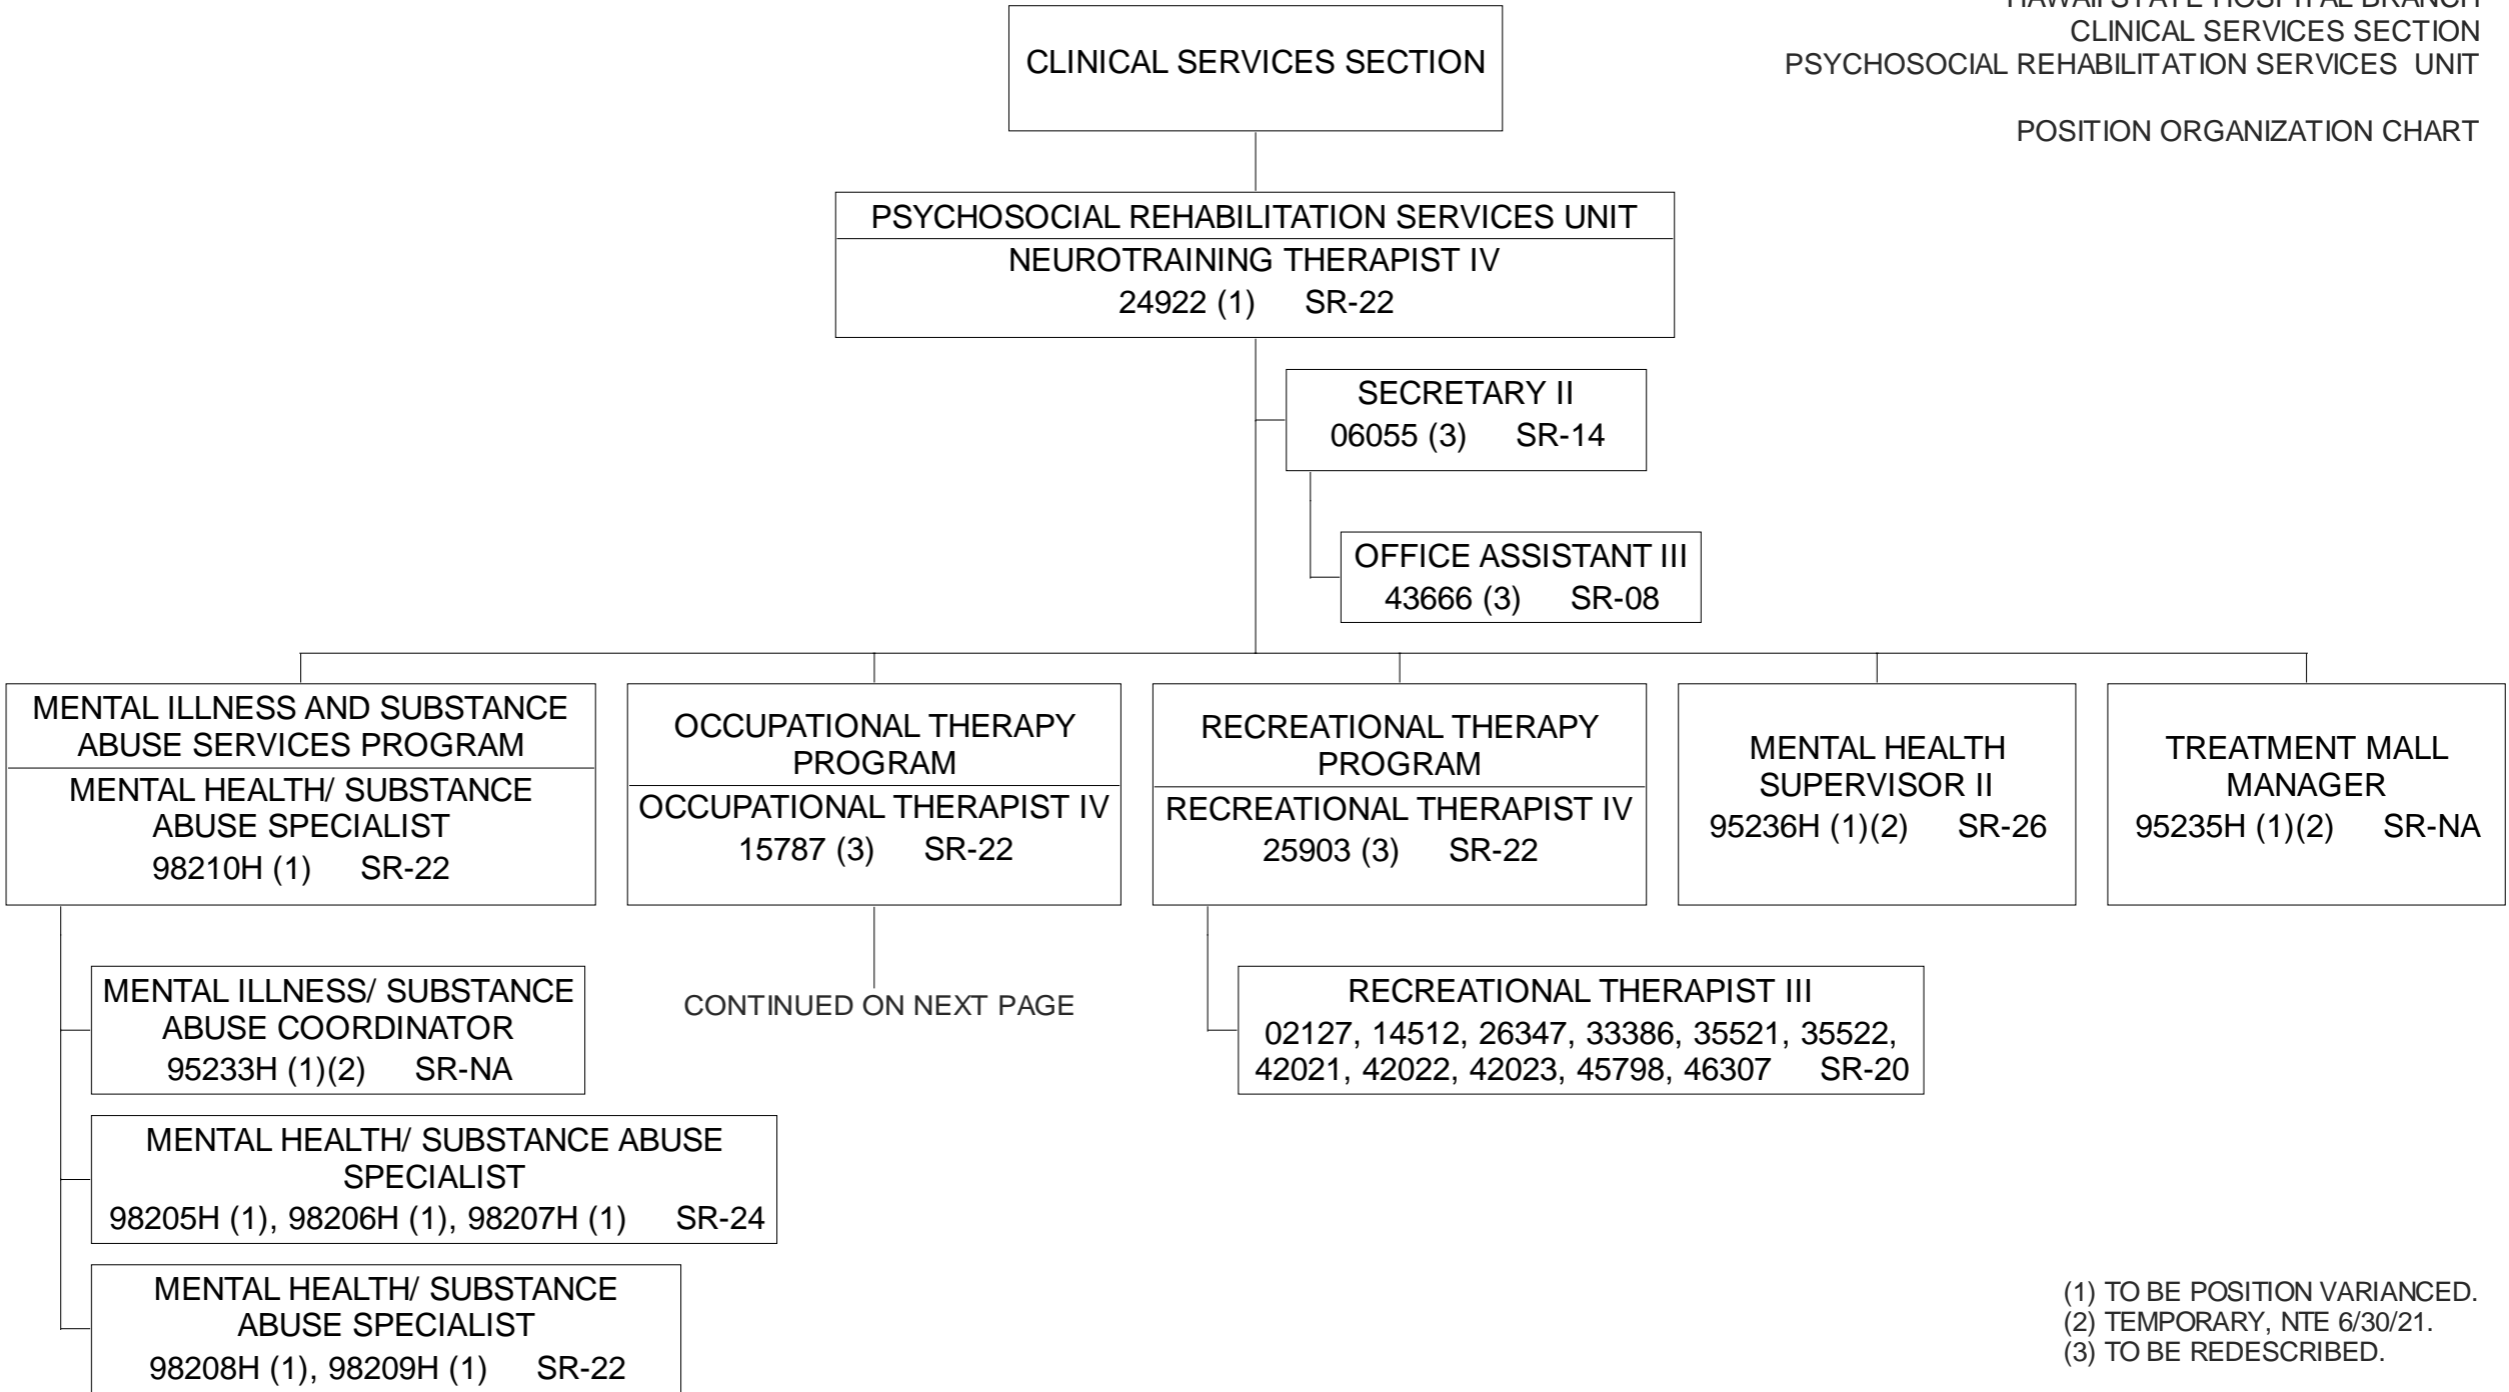 HAWAII STATE HOSPITAL BRANCH
CLINICAL SERVICES SECTION
PSYCHOSOCIAL REHABILITATION SERVICES UNIT
POSITION ORGANIZATION CHART
CLINICAL SERVICES SECTION
PSYCHOSOCIAL REHABILITATION SERVICES UNIT
NEUROTRAINING THERAPIST IV
24922 (1) SR-22
SECRETARY II
06055 (3) SR-14
OFFICE ASSISTANT III
43666 (3) SR-08
MENTAL ILLNESS AND SUBSTANCE
ABUSE SERVICES PROGRAM
MENTAL HEALTH/ SUBSTANCE
ABUSE SPECIALIST
98210H (1) SR-22
OCCUPATIONAL THERAPY
PROGRAM
OCCUPATIONAL THERAPIST IV
15787 (3) SR-22
RECREATIONAL THERAPY
PROGRAM
RECREATIONAL THERAPIST IV
25903 (3) SR-22
MENTAL HEALTH
SUPERVISOR II
95236H (1)(2) SR-26
TREATMENT MALL
MANAGER
95235H (1)(2) SR-NA
MENTAL ILLNESS/ SUBSTANCE
ABUSE COORDINATOR
95233H (1)(2) SR-NA
MENTAL HEALTH/ SUBSTANCE ABUSE
SPECIALIST
98205H (1), 98206H (1), 98207H (1) SR-24
MENTAL HEALTH/ SUBSTANCE
ABUSE SPECIALIST
98208H (1), 98209H (1) SR-22
CONTINUED ON NEXT PAGE
RECREATIONAL THERAPIST III
02127, 14512, 26347, 33386, 35521, 35522,
42021, 42022, 42023, 45798, 46307 SR-20
(1) TO BE POSITION VARIANCED.
(2) TEMPORARY, NTE 6/30/21.
(3) TO BE REDESCRIBED.